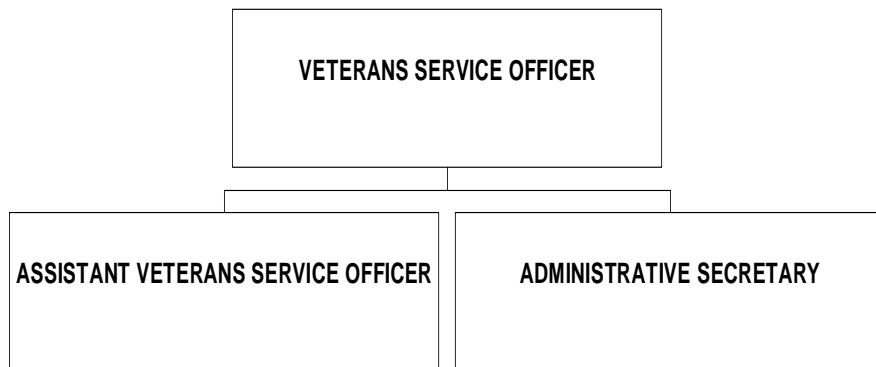 VETERANS SERVICE OFFICER
ASSISTANT VETERANS SERVICE OFFICER
ADMINISTRATIVE SECRETARY